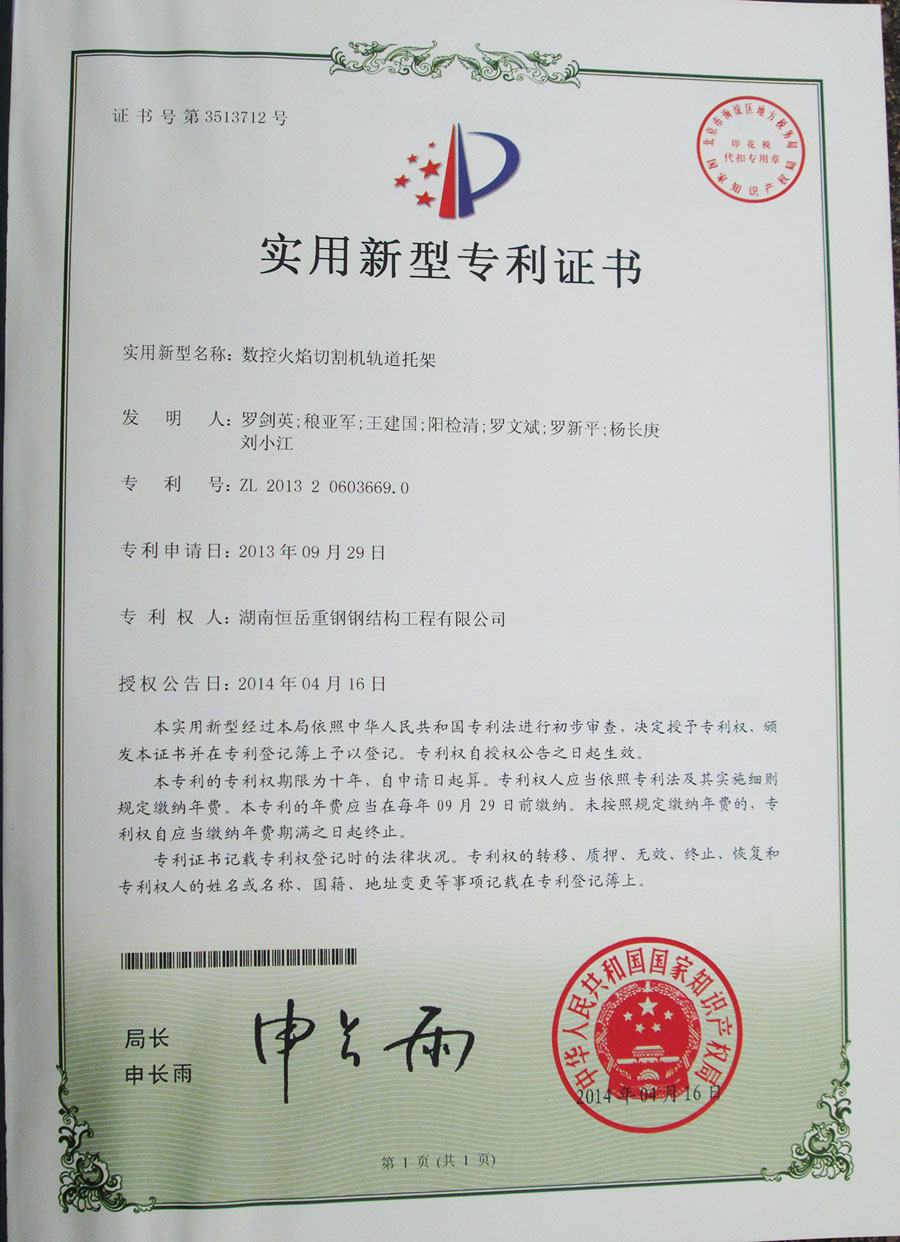 证书号第3513712号
北京市海淀区地方税务局
印花税
代扣专用章
国家知识产权局
实用新型专利证书
实用新型名称：数控火焰切割机轨道托架
发明人：罗剑英;稂亚军;王建国;阳检清;罗文斌;罗新平;杨长庚
刘小江
专利号：ZL 2013 2 0603669.0
专利申请日：2013年09月29日
专利权人：湖南恒岳重钢钢结构工程有限公司
授权公告日：2014年04月16日
本实用新型经过本局依照中华人民共和国专利法进行初步审查，决定授予专利权，颁
发本证书并在专利登记簿上予以登记。专利权自授权公告之日起生效。
本专利的专利权期限为十年，自申请日起算。专利权人应当依照专利法及其实施细则
规定缴纳年费。本专利的年费应当在每年09月29日前缴纳。未按照规定缴纳年费的，专
利权自应当缴纳年费期满之日起终止。
专利证书记载专利权登记时的法律状况。专利权的转移、质押、无效、终止、恢复和
专利权人的姓名或名称、国籍、地址变更等事项记载在专利登记簿上。
局长
申长雨
申长雨
中华人民共和国国家知识产权局
2014年04月16日
第1页(共1页)